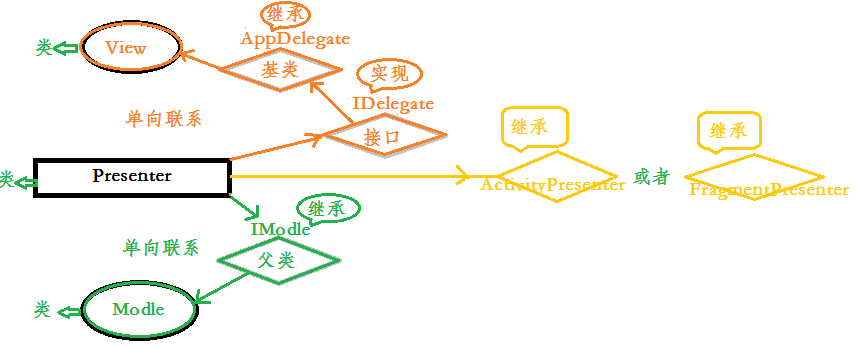 继承
AppDelegate
类
View
基类
实现
IDelegate
单向联系
接口
继承
继承
类
Presenter
ActivityPresenter
或者
FragmentPresenter
继承
IModle
单向联系
父类
类
Modle